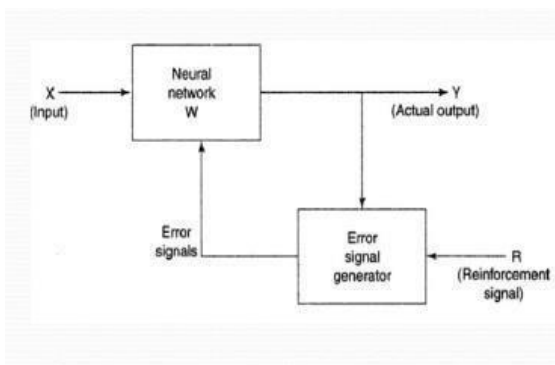 Neural
network
W
X
(Input)
Y
(Actual output)
Error
signals
Error
signal
generator
R
(Reinforcement
signal)